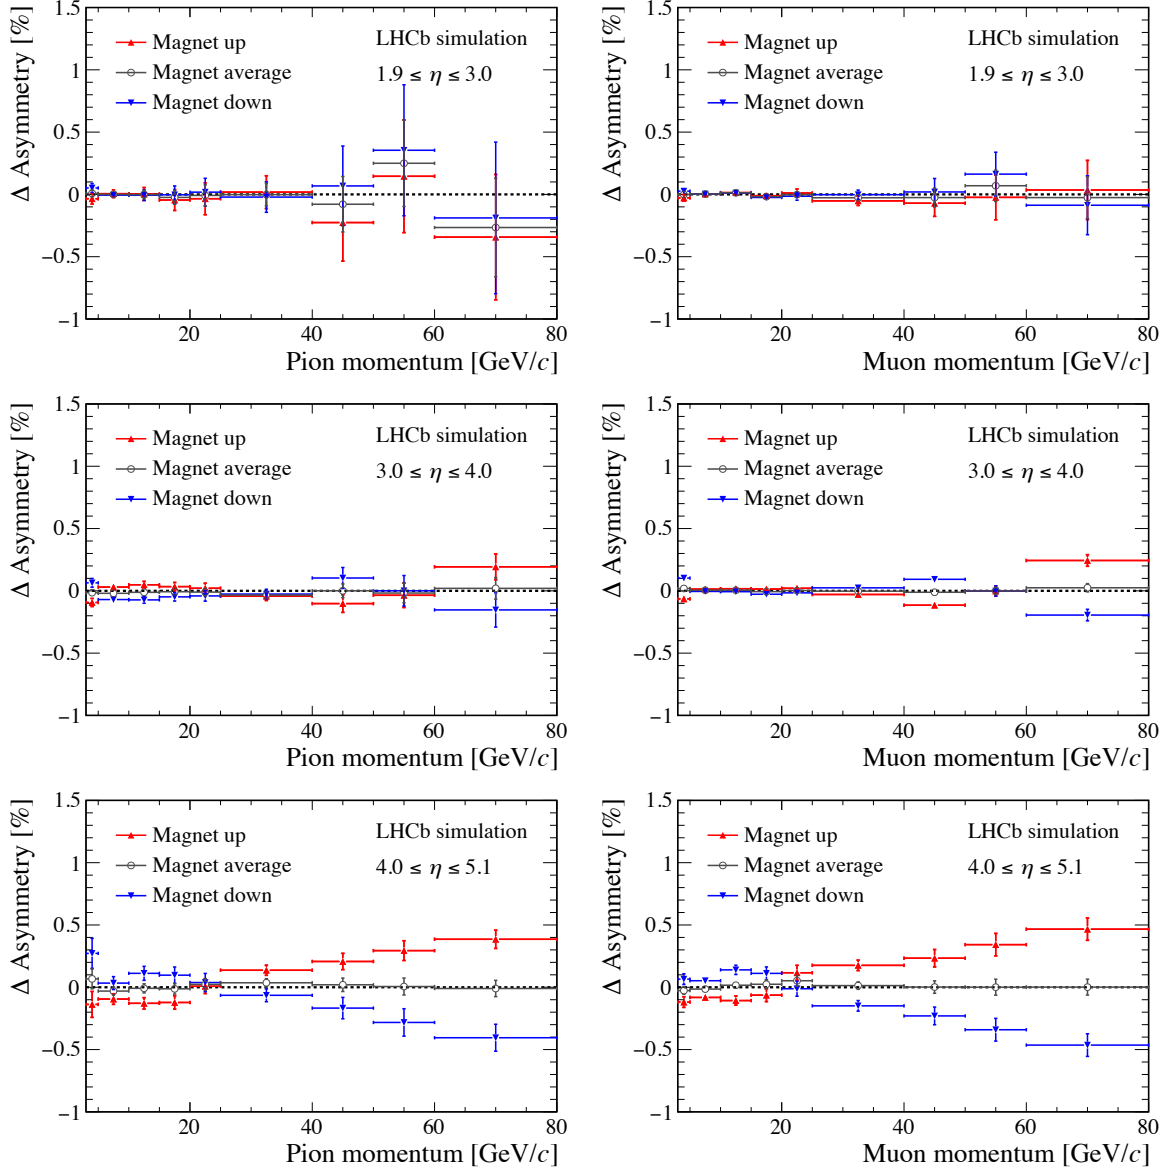 Δ Asymmetry [%]
1.5
1
0.5
0
−0.5
−1
Magnet up
Magnet average
Magnet down
LHCb simulation
1.9 ≤ η ≤ 3.0
20 40 60 80
Pion momentum [GeV/c]
Δ Asymmetry [%]
1.5
1
0.5
0
−0.5
−1
Magnet up
Magnet average
Magnet down
LHCb simulation
1.9 ≤ η ≤ 3.0
20 40 60 80
Muon momentum [GeV/c]
Δ Asymmetry [%]
1.5
1
0.5
0
−0.5
−1
Magnet up
Magnet average
Magnet down
LHCb simulation
3.0 ≤ η ≤ 4.0
20 40 60 80
Pion momentum [GeV/c]
Δ Asymmetry [%]
1.5
1
0.5
0
−0.5
−1
Magnet up
Magnet average
Magnet down
LHCb simulation
3.0 ≤ η ≤ 4.0
20 40 60 80
Muon momentum [GeV/c]
Δ Asymmetry [%]
1.5
1
0.5
0
−0.5
−1
Magnet up
Magnet average
Magnet down
LHCb simulation
4.0 ≤ η ≤ 5.1
20 40 60 80
Pion momentum [GeV/c]
Δ Asymmetry [%]
1.5
1
0.5
0
−0.5
−1
Magnet up
Magnet average
Magnet down
LHCb simulation
4.0 ≤ η ≤ 5.1
20 40 60 80
Muon momentum [GeV/c]